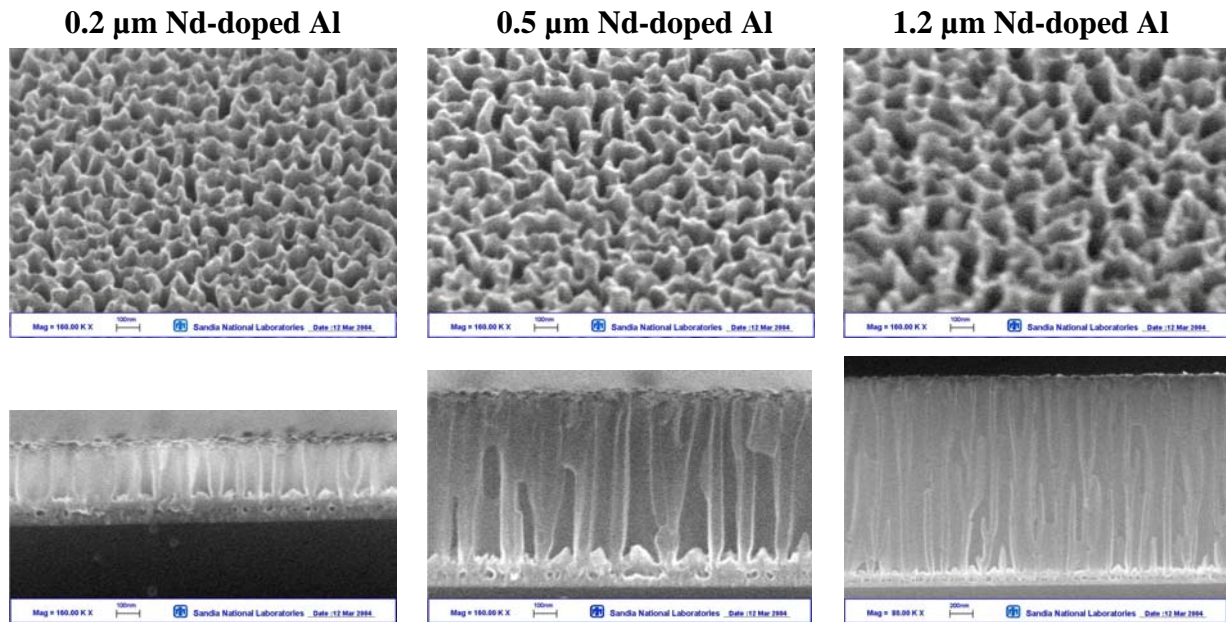 0.2 µm Nd-doped Al
0.5 µm Nd-doped Al
1.2 µm Nd-doped Al
Mag = 160.00 K X 100nm Sandia National Laboratories Date :12 Mar 2004
Mag = 160.00 K X 100nm Sandia National Laboratories Date :12 Mar 2004
Mag = 160.00 K X 100nm Sandia National Laboratories Date :12 Mar 2004
Mag = 160.00 K X 100nm Sandia National Laboratories Date :12 Mar 2004
Mag = 160.00 K X 100nm Sandia National Laboratories Date :12 Mar 2004
Mag = 80.00 K X 200nm Sandia National Laboratories Date :12 Mar 2004